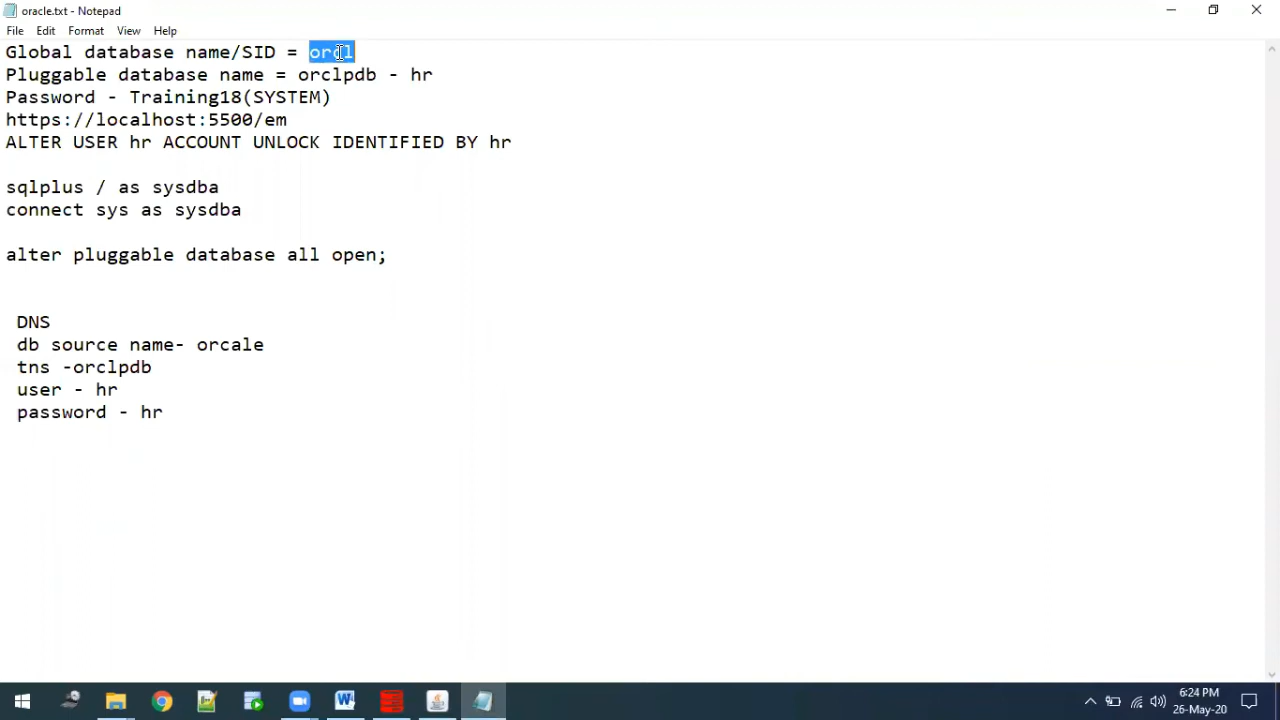 oracle.txt - Notepad
File Edit Format View Help
Global database name/SID = orcl
Pluggable database name = orclpdb - hr
Password - Training18(SYSTEM)
https://localhost:5500/em
ALTER USER hr ACCOUNT UNLOCK IDENTIFIED BY hr
sqlplus / as sysdba
connect sys as sysdba
alter pluggable database all open;
DNS
db source name- orcale
tns -orclpdb
user - hr
password - hr
6:24 PM
26-May-20